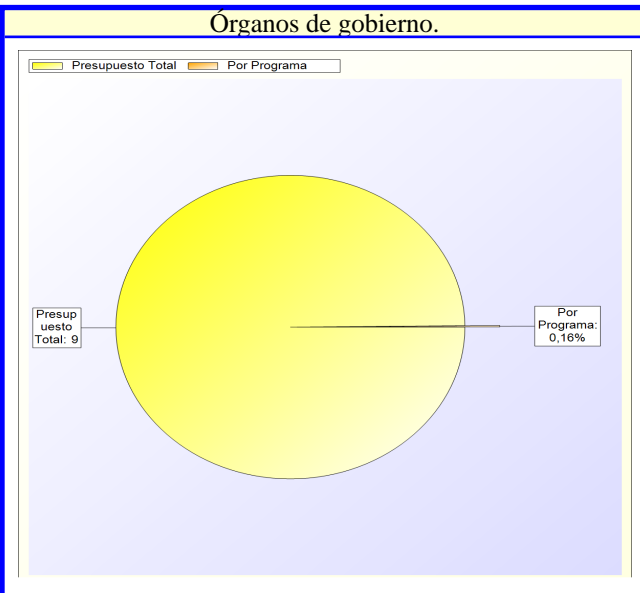 Órganos de gobierno.
Presupuesto Total Por Programa
Presup
uesto
Total: 9
Por
Programa:
0,16%